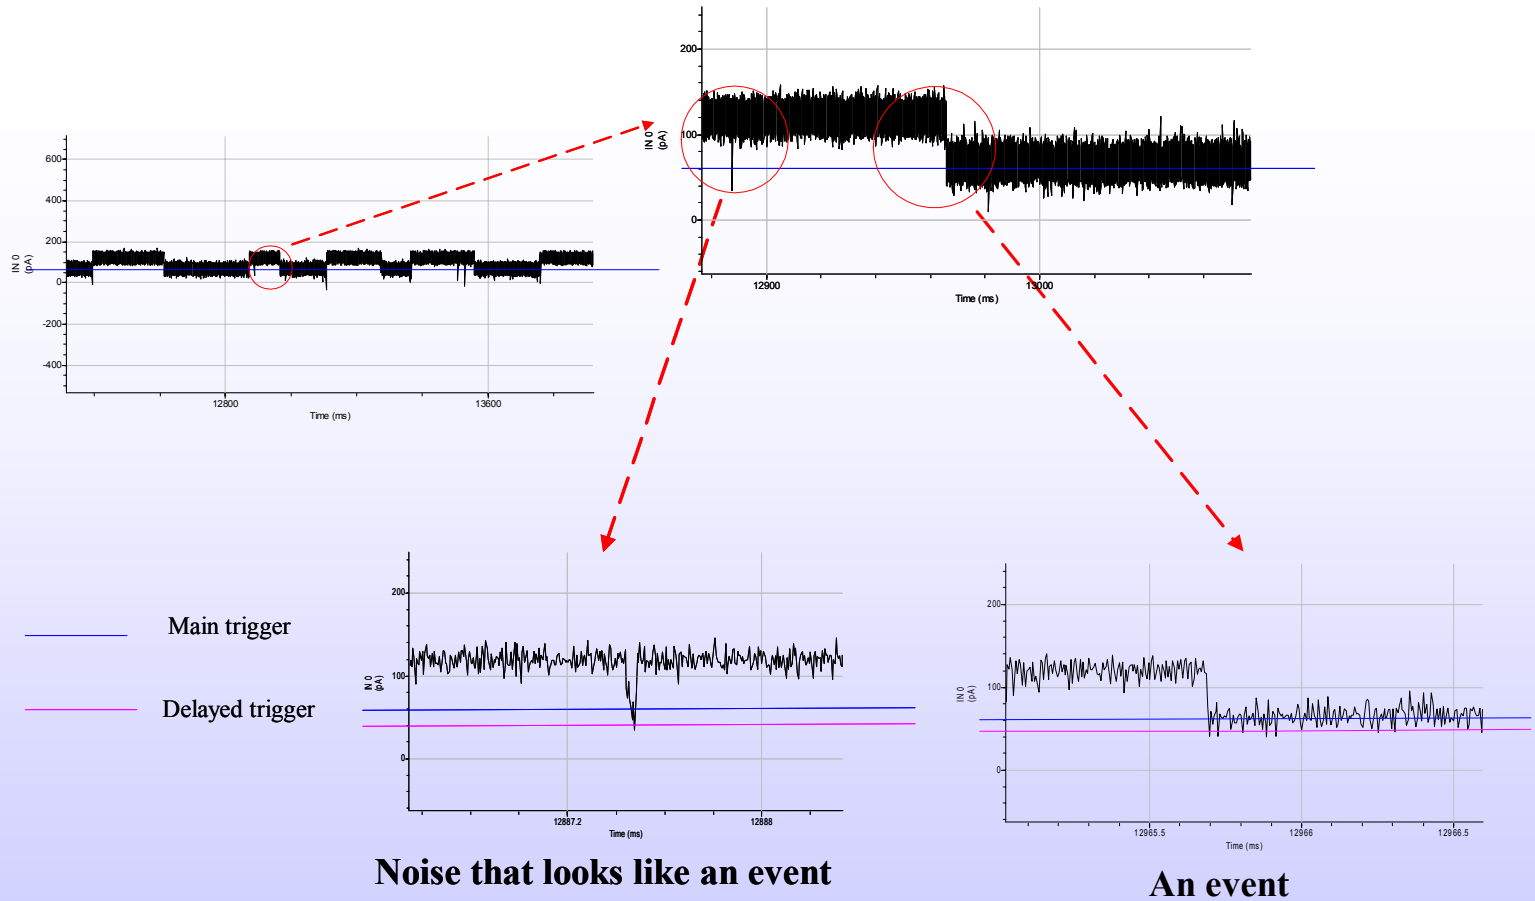 200
100
0
IN 0
(pA)
12900
13000
Time (ms)
600
400
200
0
-200
-400
IN 0
(pA)
12800
13600
Time (ms)
Main trigger
Delayed trigger
200
100
0
IN 0
(pA)
12887.2
12888
Time (ms)
200
100
0
IN 0
(pA)
12965.5
12966
12966.5
Time (ms)
Noise that looks like an event
An event